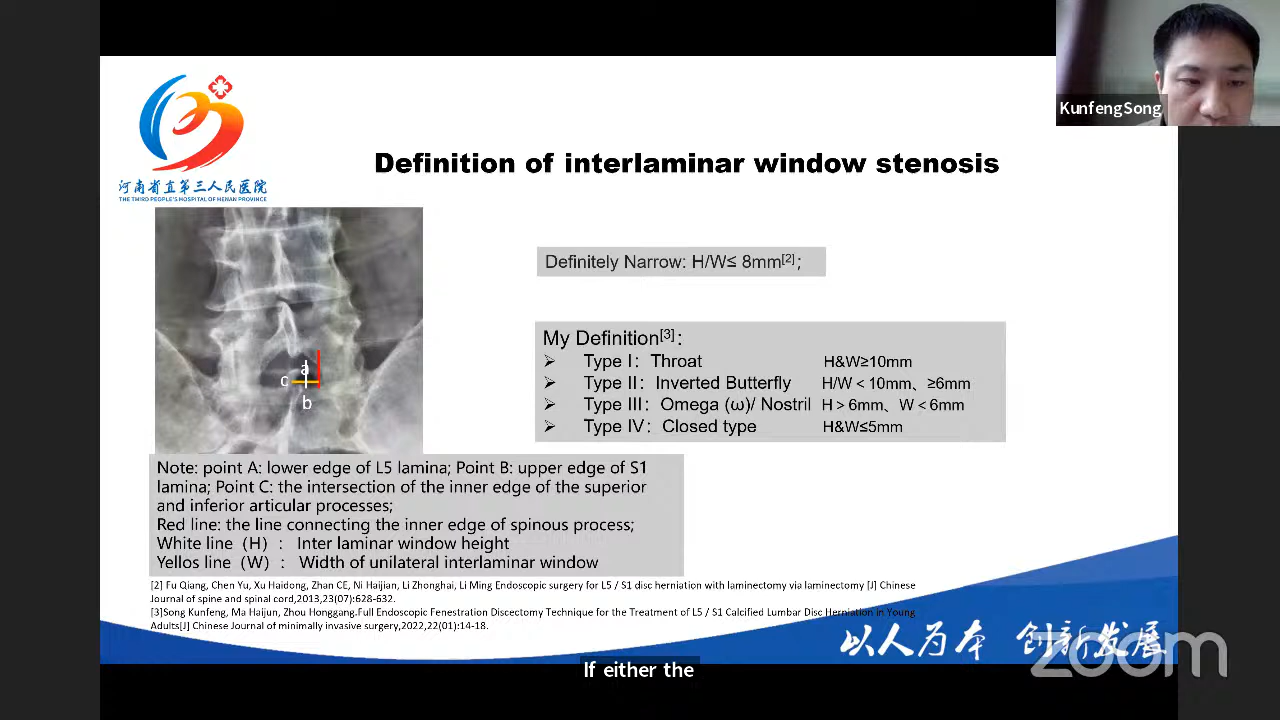 KunfengSong
河南省直第三人民医院
THE THIRD PEOPLE'S HOSPITAL OF HENAN PROVINCE
Definition of interlaminar window stenosis
a
c
b
Definitely Narrow: H/W≤ 8mm[2];
My Definition[3]:
➢ Type I: Throat H&W≥10mm
➢ Type II: Inverted Butterfly H/W<10mm、≥6mm
➢ Type III: Omega (ω)/ Nostril H>6mm、W<6mm
➢ Type IV: Closed type H&W≤5mm
Note: point A: lower edge of L5 lamina; Point B: upper edge of S1
lamina; Point C: the intersection of the inner edge of the superior
and inferior articular processes;
Red line: the line connecting the inner edge of spinous process;
White line (H) : Inter laminar window height
Yellos line (W) : Width of unilateral interlaminar window
[2] Fu Qiang, Chen Yu, Xu Haidong, Zhan CE, Ni Haijian, Li Zhonghai, Li Ming Endoscopic surgery for L5 / S1 disc herniation with laminectomy via laminectomy [J] Chinese
Journal of spine and spinal cord,2013,23(07):628-632.
[3]Song Kunfeng, Ma Haijun, Zhou Honggang.Full Endoscopic Fenestration Discectomy Technique for the Treatment of L5 / S1 Calcified Lumbar Disc Herniation in Young
Adults[J] Chinese Journal of minimally invasive surgery,2022,22(01):14-18.
以人为本 创新发展
zoom
If either the